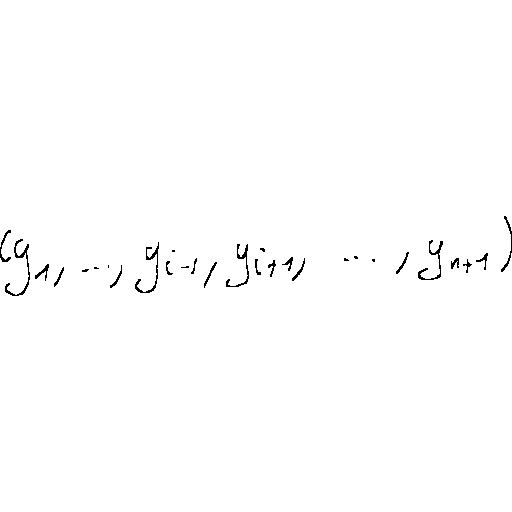 (y_1, ..., y_{i-1}, y_{i+1}, ..., y_{n+1})